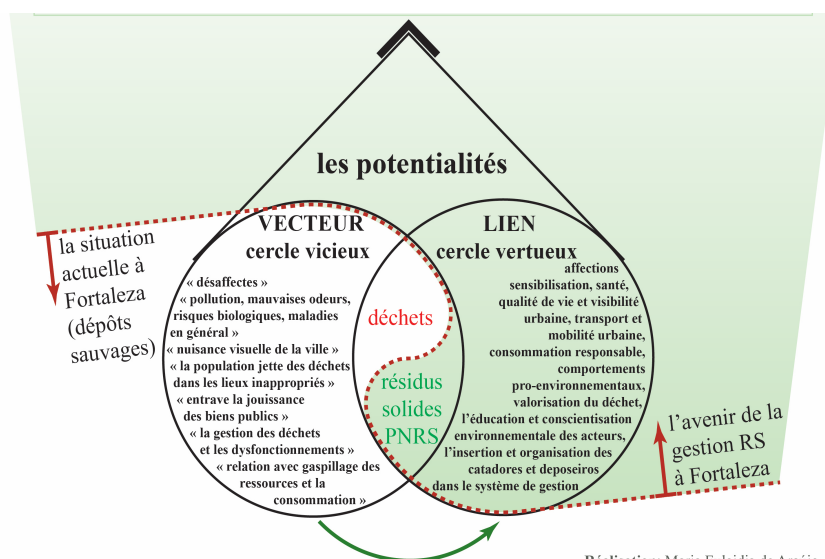 les potentialités
VECTEUR
cercle vicieux
« désaffectes »
« pollution, mauvaises odeurs,
risques biologiques, maladies
en général »
« nuisance visuelle de la ville »
« la population jette des déchets
dans les lieux inappropriés »
« entrave la jouissance
des biens publics »
« la gestion des déchets
et les dysfonctionnements »
« relation avec gaspillage des
ressources et la
consommation »
LIEN
cercle vertueux
affections
sensibilisation, santé,
qualité de vie et visibilité
urbaine, transport et
mobilité urbaine,
consommation responsable,
comportements
pro-environnementaux,
valorisation du déchet,
l’éducation et conscientisation
environnementale des acteurs,
l’insertion et organisation des
catadores et deposeiros
dans le système de gestion
déchets
résidus
solides
PNRS
la situation
actuelle à
Fortaleza
(dépôts
sauvages)
l’avenir de la
gestion RS
à Fortaleza